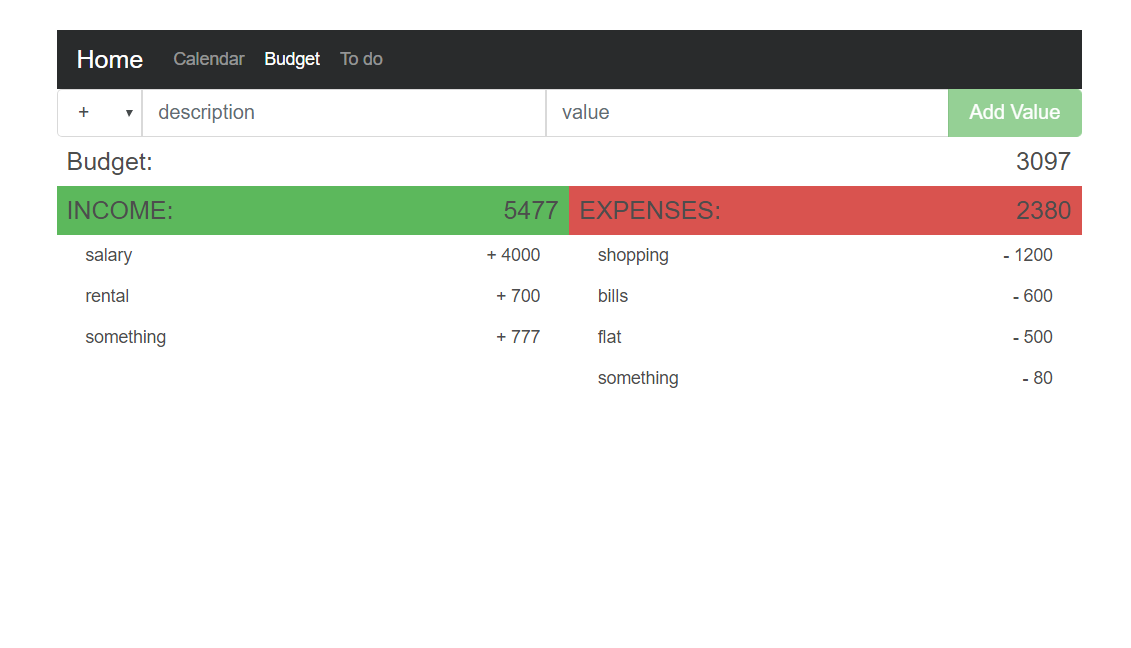 Home Calendar Budget To do
+ description value Add Value
Budget: 3097
INCOME: 5477 EXPENSES: 2380
salary + 4000 shopping - 1200
rental + 700 bills - 600
something + 777 flat - 500
something - 80